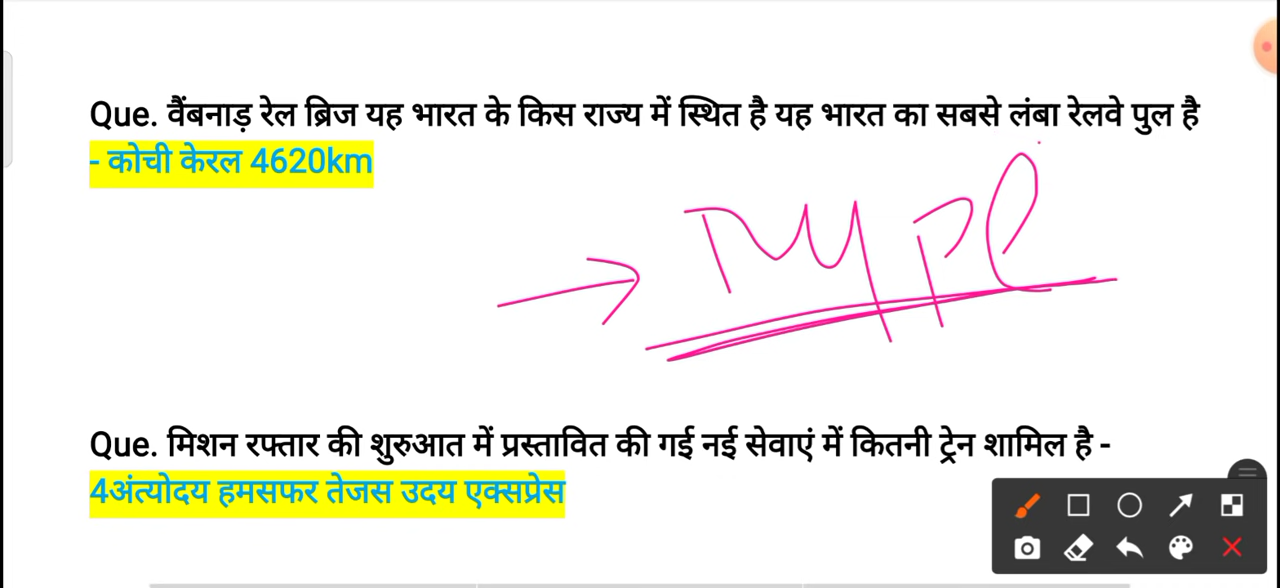 Que. वैंबनाड़ रेल ब्रिज यह भारत के किस राज्य में स्थित है यह भारत का सबसे लंबा रेलवे पुल है
- कोची केरल 4620km
Que. मिशन रफ्तार की शुरुआत में प्रस्तावित की गई नई सेवाएं में कितनी ट्रेन शामिल है -
4अंत्योदय हमसफर तेजस उदय एक्सप्रेस